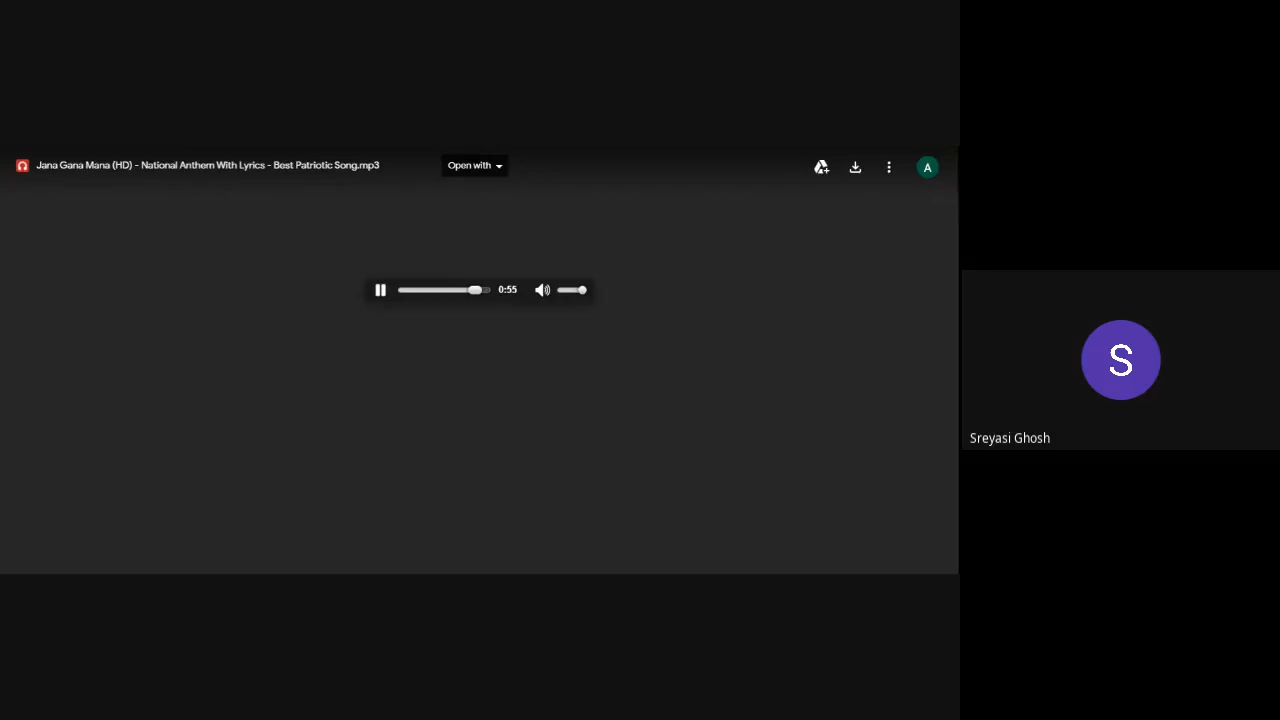 Jana Gana Mana (HD) - National Anthem With Lyrics - Best Patriotic Song.mp3
Open with
A
0:55
S
Sreyasi Ghosh